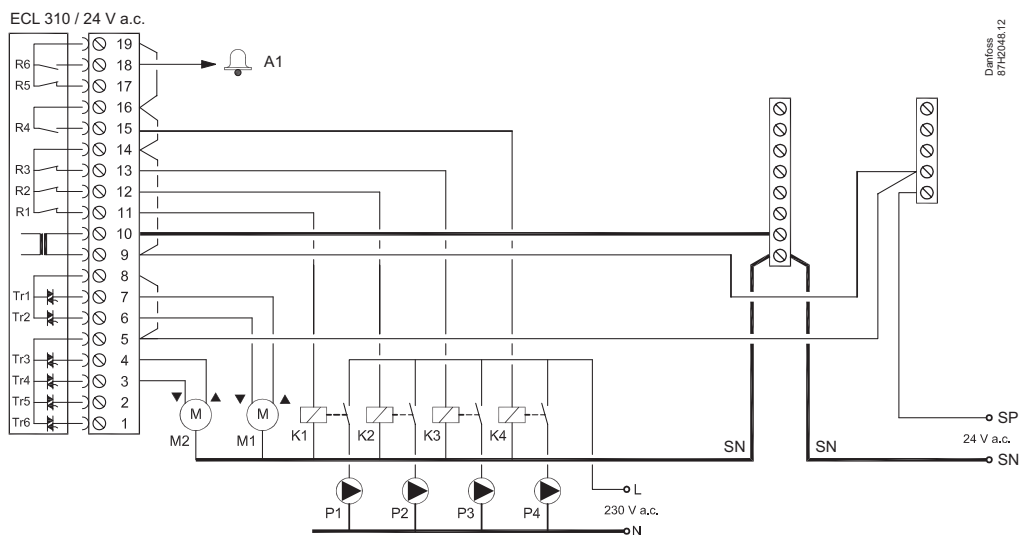 ECL 310 / 24 V a.c.
Danfoss
87H2048.12
19
R6 18 A1
R5 17
16
R4 15
14
R3 13
R2 12
R1 11
10
9
8
Tr1 7
Tr2 6
5
Tr3 4
Tr4 3
Tr5 2
Tr6 1
M M
M2 M1 K1 K2 K3 K4
SN SN
SP
24 V a.c.
SN
L
P1 P2 P3 P4
230 V a.c.
N